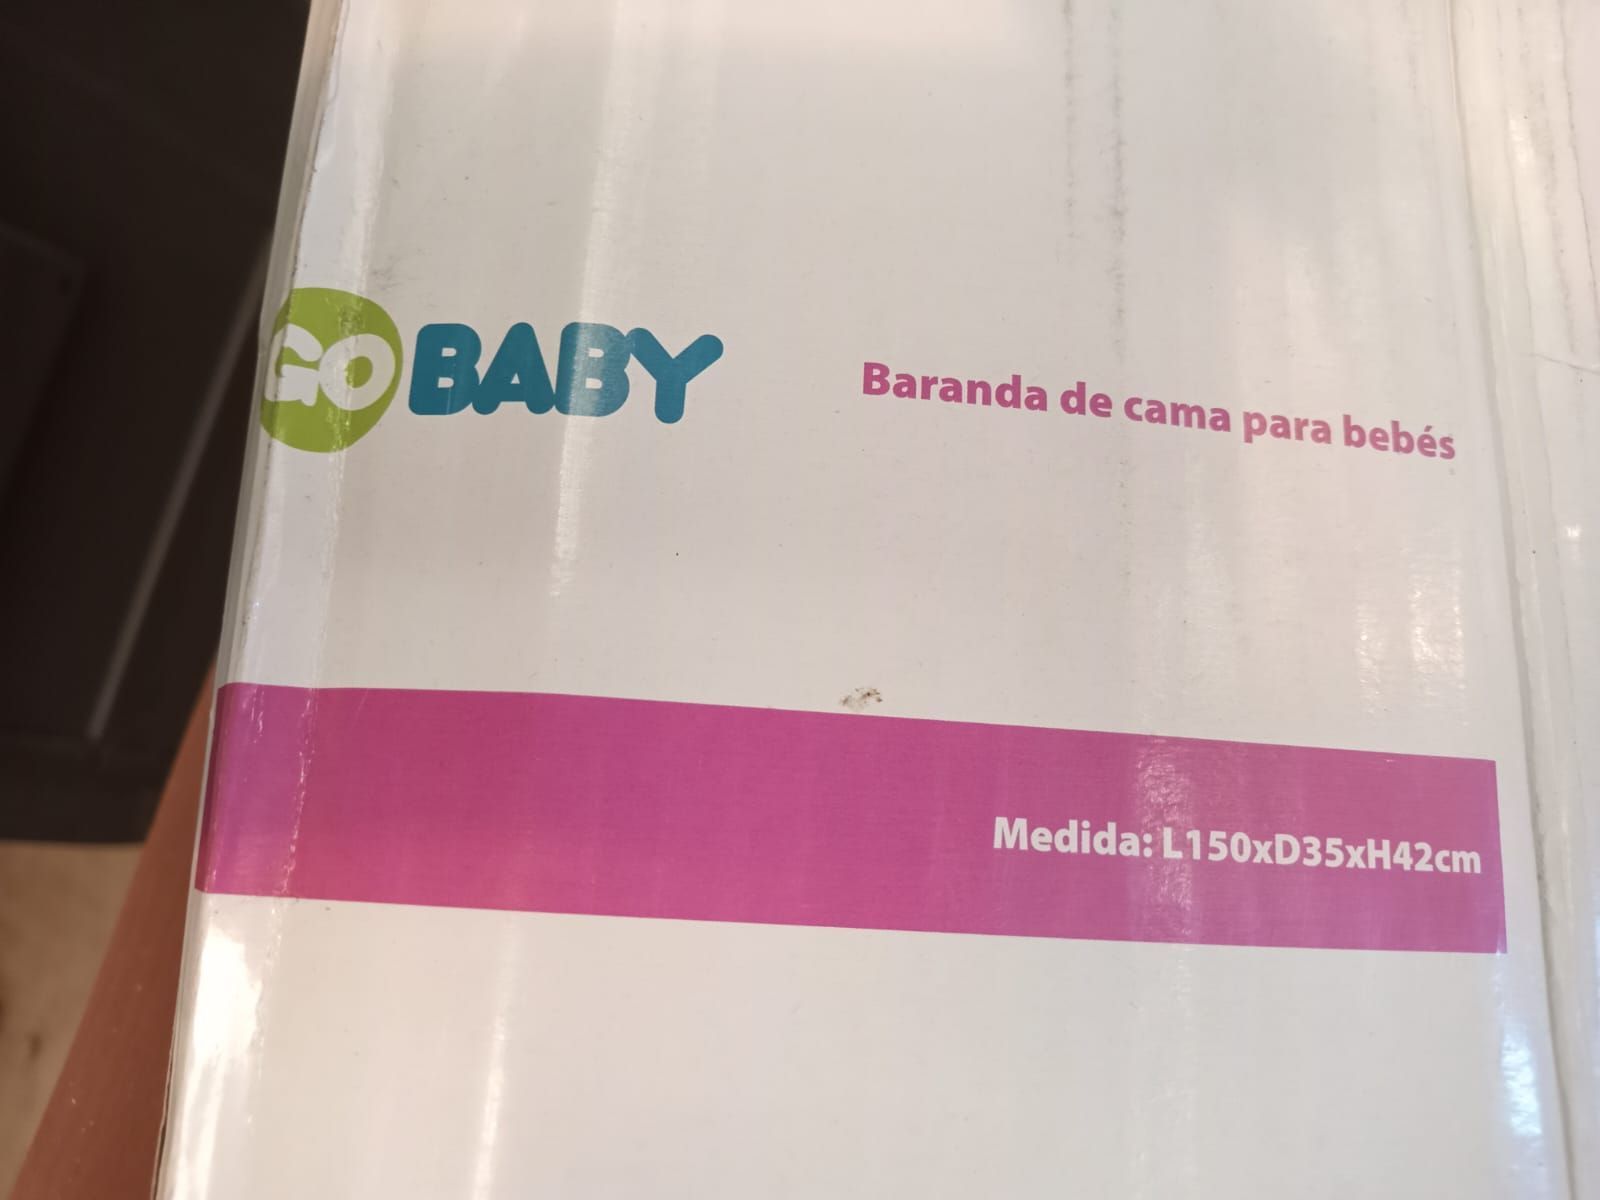 GO BABY
Baranda de cama para bebés
Medida: L150xD35xH42cm